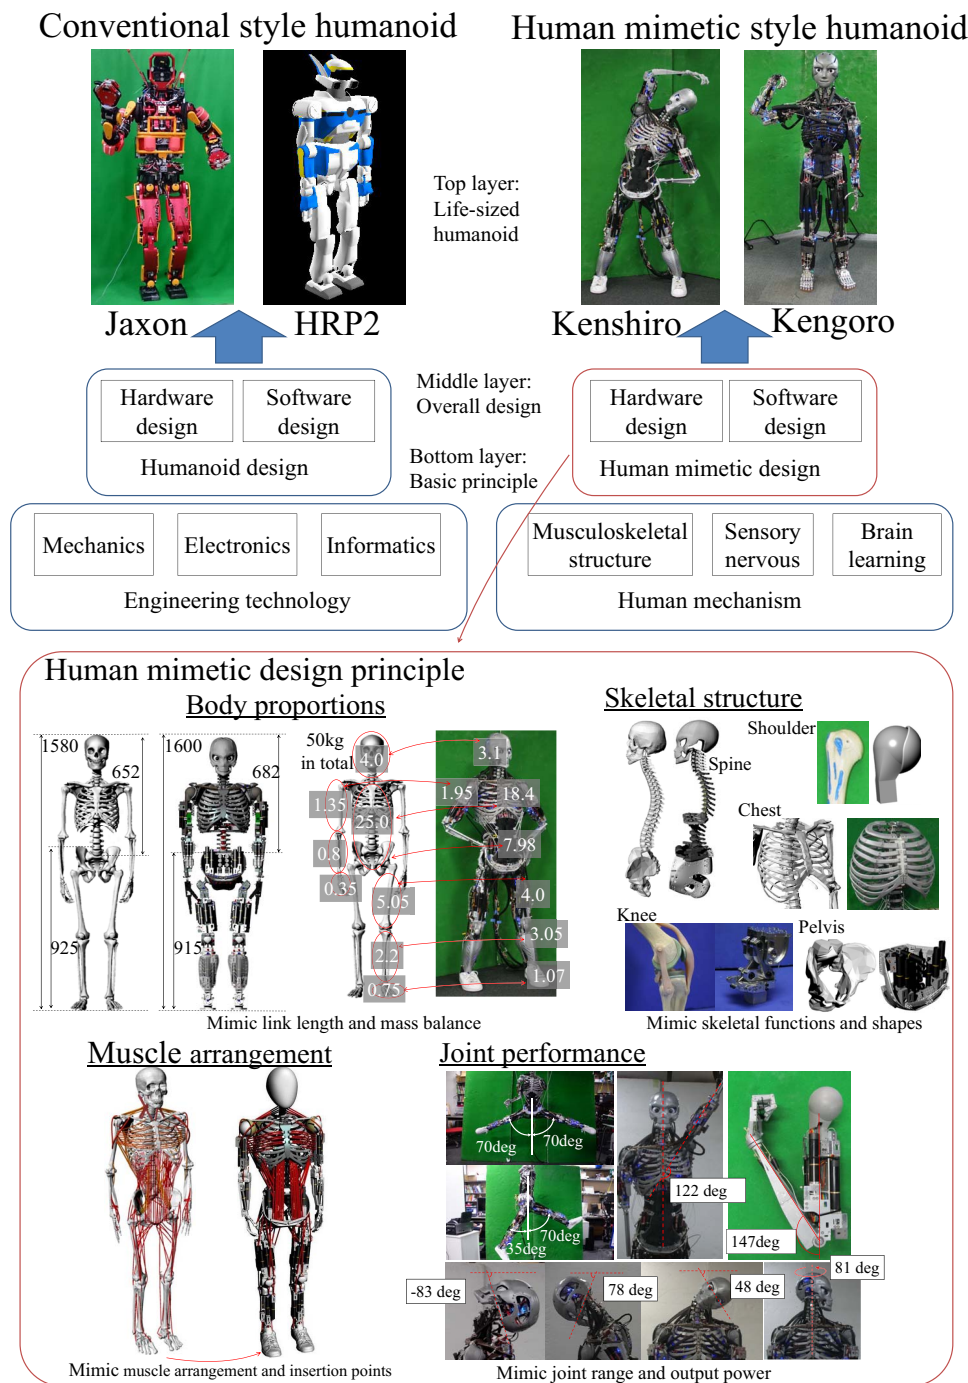 Conventional style humanoid
Human mimetic style humanoid
Top layer:
Life-sized
humanoid
Jaxon
HRP2
Kenshiro
Kengoro
Hardware
design
Software
design
Humanoid design
Middle layer:
Overall design
Hardware
design
Software
design
Human mimetic design
Bottom layer:
Basic principle
Mechanics
Electronics
Informatics
Engineering technology
Musculoskeletal
structure
Sensory
nervous
Brain
learning
Human mechanism
Human mimetic design principle
Body proportions
1580
652
925
1600
682
915
50kg
in total
4.0
3.1
1.35
1.95
18.4
25.0
0.8
7.98
0.35
5.05
4.0
2.2
3.05
0.75
1.07
Mimic link length and mass balance
Skeletal structure
Shoulder
Spine
Chest
Knee
Pelvis
Mimic skeletal functions and shapes
Muscle arrangement
Mimic muscle arrangement and insertion points
Joint performance
70deg
70deg
35deg
70deg
122 deg
147deg
-83 deg
78 deg
48 deg
81 deg
Mimic joint range and output power